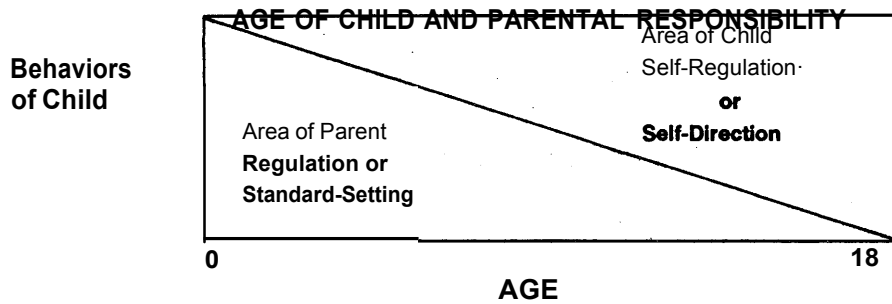 AGE OF CHILD AND PARENTAL RESPONSIBILITY
Behaviors
of Child
Area of Child
Self-Regulation
or
Self-Direction
Area of Parent
Regulation or
Standard-Setting
0
18
AGE